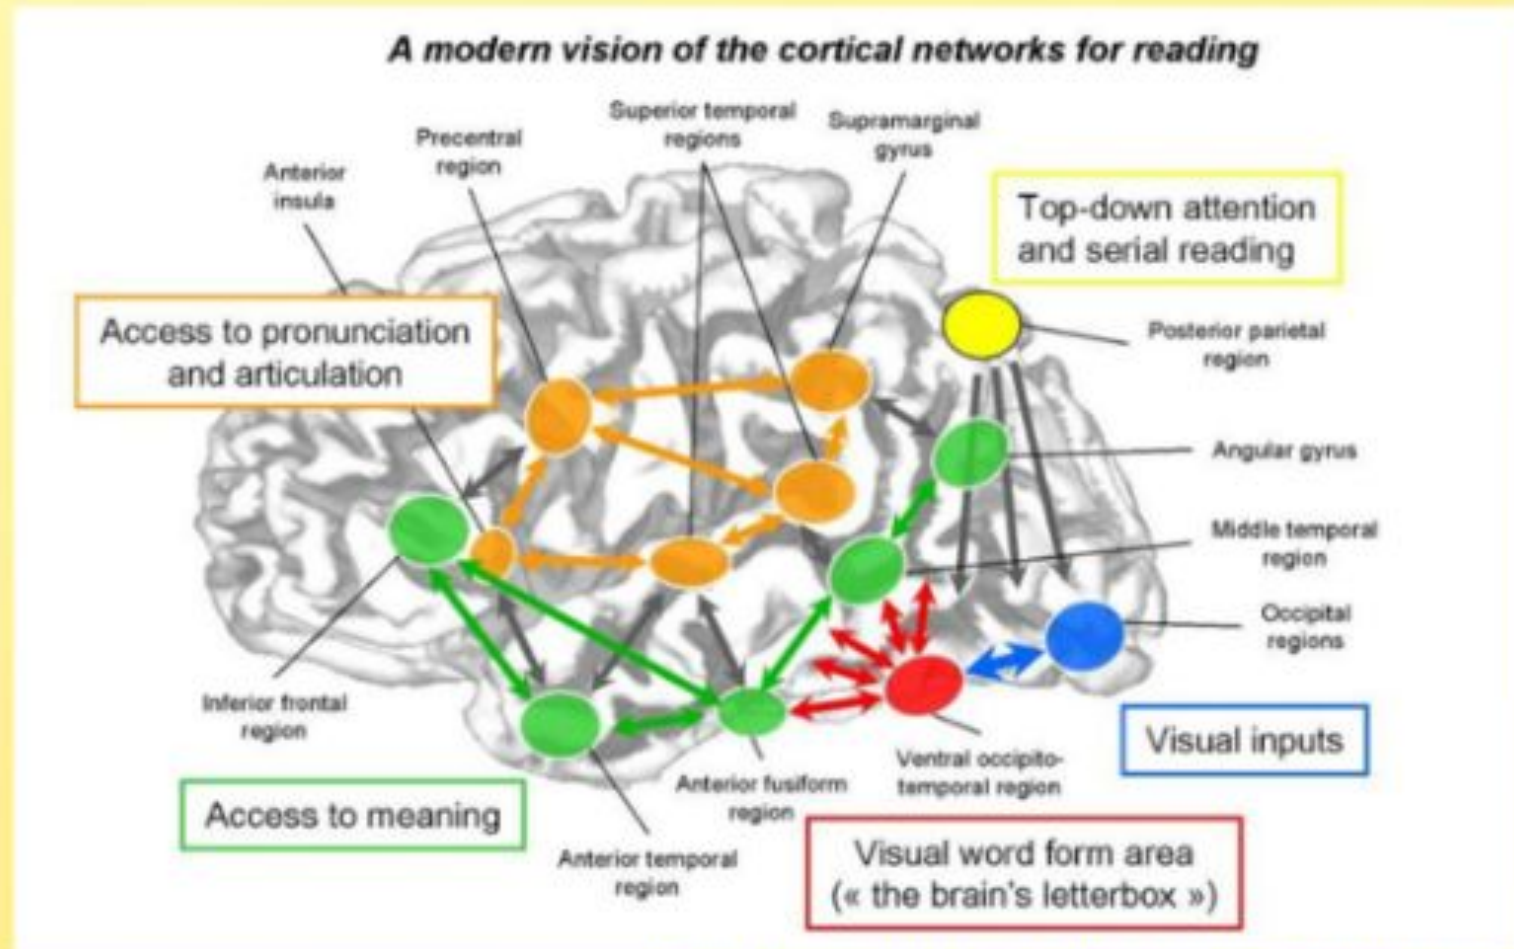 A modern vision of the cortical networks for reading
Superior temporal
regions
Supramarginal
gyrus
Precentral
region
Anterior
insula
Top-down attention
and serial reading
Access to pronunciation
and articulation
Posterior parietal
region
Angular gyrus
Middle temporal
region
Occipital
regions
Inferior frontal
region
Visual inputs
Ventral occipito-
temporal region
Anterior fusiform
region
Access to meaning
Anterior temporal
region
Visual word form area
(« the brain's letterbox »)